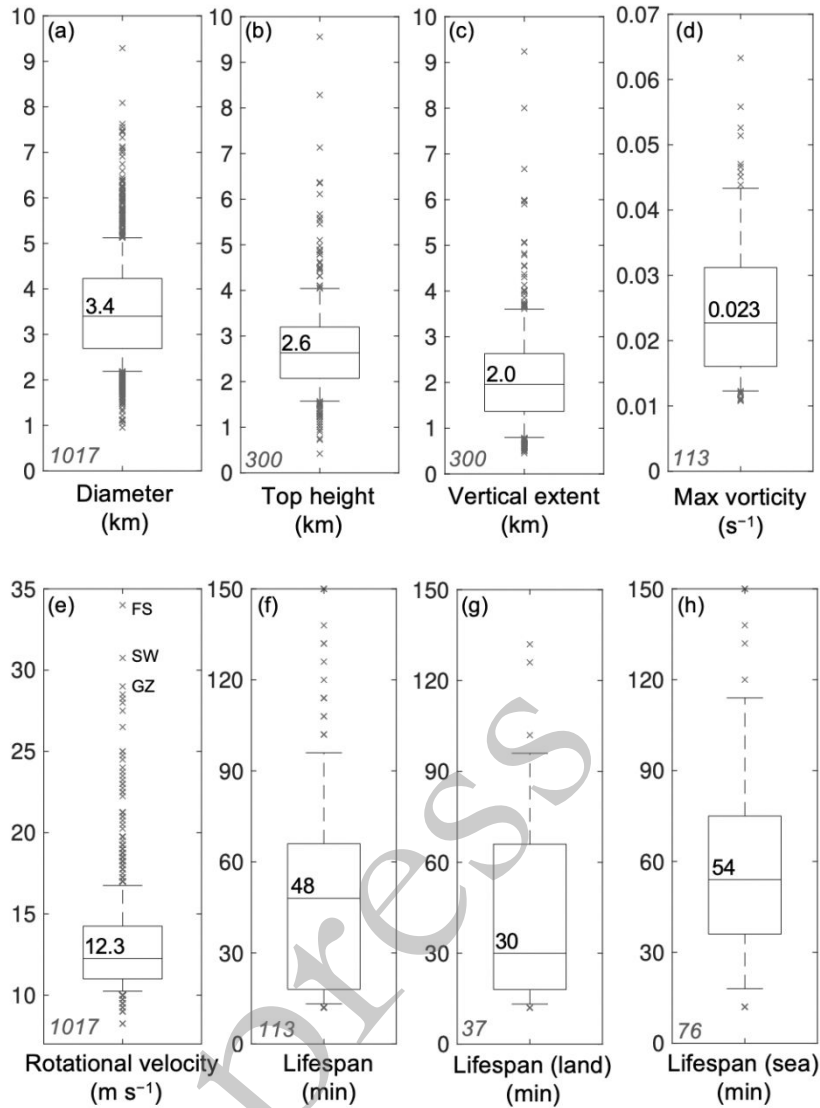 (a)
10
9
8
7
6
5
4
3
2
1
0
3.4
1017
Diameter
(km)
(b)
10
9
8
7
6
5
4
3
2
1
0
2.6
300
Top height
(km)
(c)
10
9
8
7
6
5
4
3
2
1
0
2.0
300
Vertical extent
(km)
(d)
0.07
0.06
0.05
0.04
0.03
0.02
0.01
0
0.023
113
Max vorticity
(s⁻¹)
(e)
35
30
25
20
15
10
FS
SW
GZ
12.3
1017
Rotational velocity
(m s⁻¹)
(f)
150
120
90
60
30
0
48
113
Lifespan
(min)
(g)
150
120
90
60
30
0
30
37
Lifespan (land)
(min)
(h)
150
120
90
60
30
0
54
76
Lifespan (sea)
(min)
press